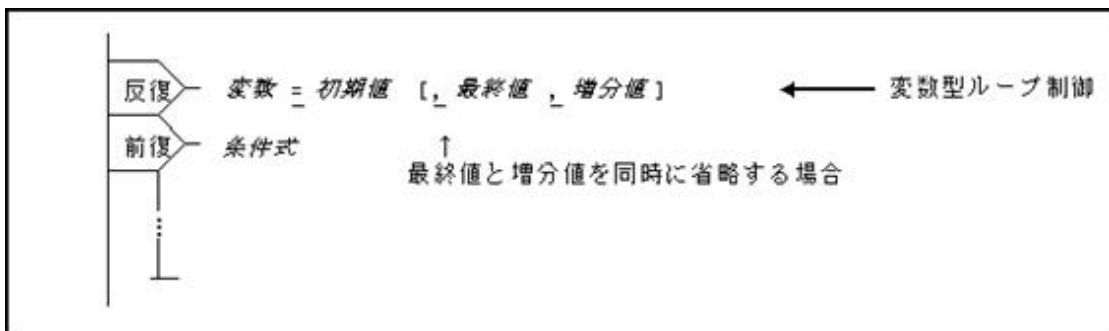 反復 変数 = 初期値 [, 最終値 , 増分値] ← 変数型ループ制御
前復 条件式 ↑
最終値と増分値を同時に省略する場合